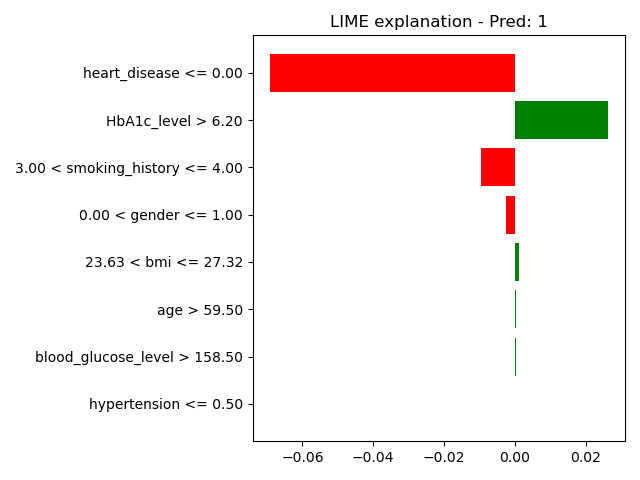 LIME explanation - Pred: 1
heart_disease <= 0.00
HbA1c_level > 6.20
3.00 < smoking_history <= 4.00
0.00 < gender <= 1.00
23.63 < bmi <= 27.32
age > 59.50
blood_glucose_level > 158.50
hypertension <= 0.50
−0.06 −0.04 −0.02 0.00 0.02